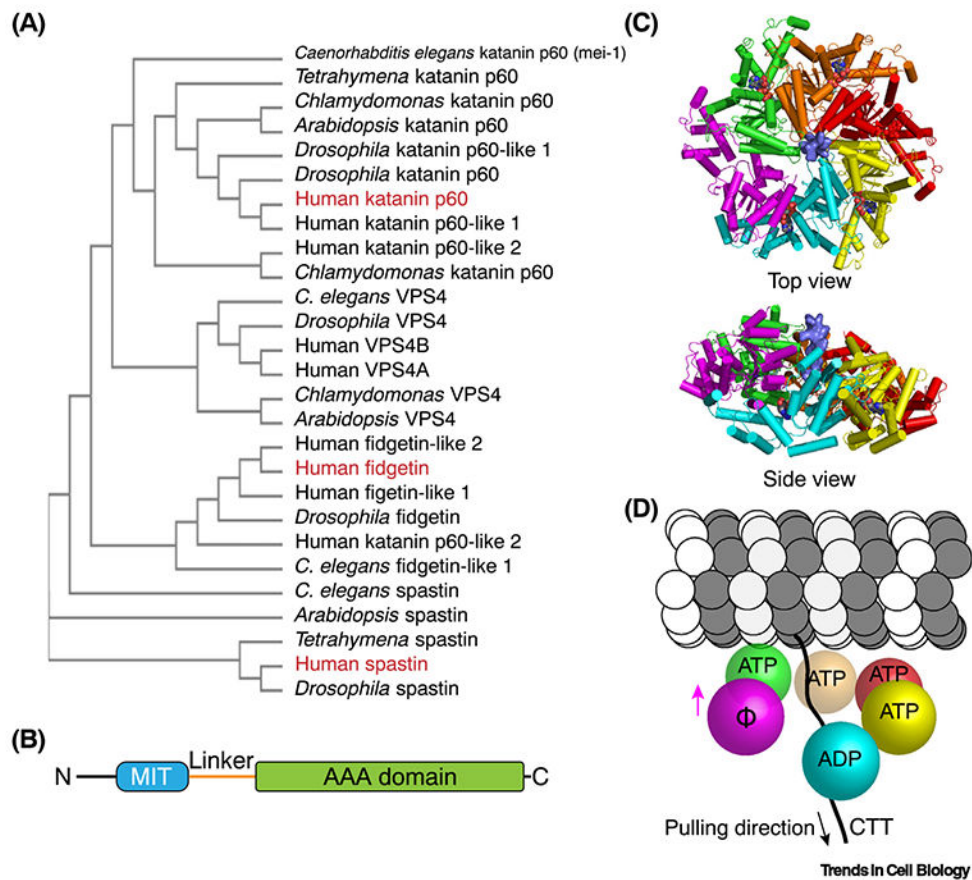 (A)
Caenorhabditis elegans katanin p60 (mei-1)
Tetrahymena katanin p60
Chlamydomonas katanin p60
Arabidopsis katanin p60
Drosophila katanin p60-like 1
Drosophila katanin p60
Human katanin p60
Human katanin p60-like 1
Human katanin p60-like 2
Chlamydomonas katanin p60
C. elegans VPS4
Drosophila VPS4
Human VPS4B
Human VPS4A
Chlamydomonas VPS4
Arabidopsis VPS4
Human fidgetin-like 2
Human fidgetin
Human figetin-like 1
Drosophila fidgetin
Human katanin p60-like 2
C. elegans fidgetin-like 1
C. elegans spastin
Arabidopsis spastin
Tetrahymena spastin
Human spastin
Drosophila spastin
(B)
N MIT Linker AAA domain C
(C)
Top view
Side view
(D)
ATP ATP ATP
Φ ATP
ADP
Pulling direction CTT
Trends in Cell Biology